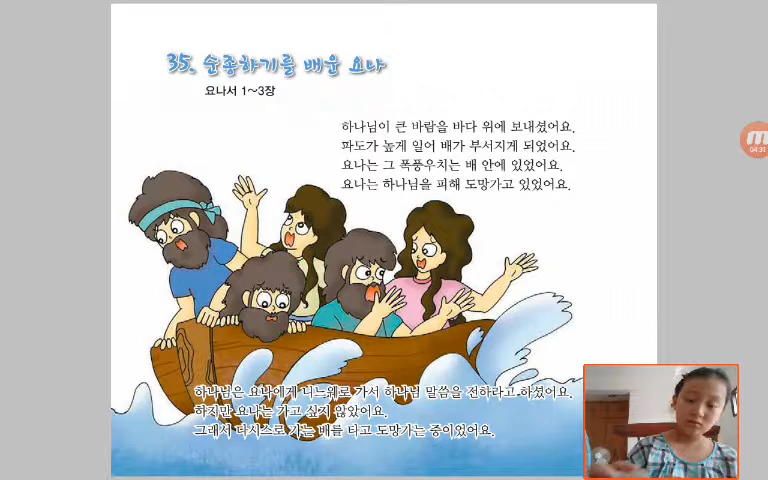 35. 순종하기를 배운 요나
요나서 1~3장
하나님이 큰 바람을 바다 위에 보내셨어요.
파도가 높게 일어 배가 부서지게 되었어요.
요나는 그 폭풍우치는 배 안에 있었어요.
요나는 하나님을 피해 도망가고 있었어요.
하나님은 요나에게 니느웨로 가서 하나님 말씀을 전하라고 하셨어요.
하지만 요나는 가고 싶지 않았어요.
그래서 다시스로 가는 배를 타고 도망가는 중이었어요.
04:31